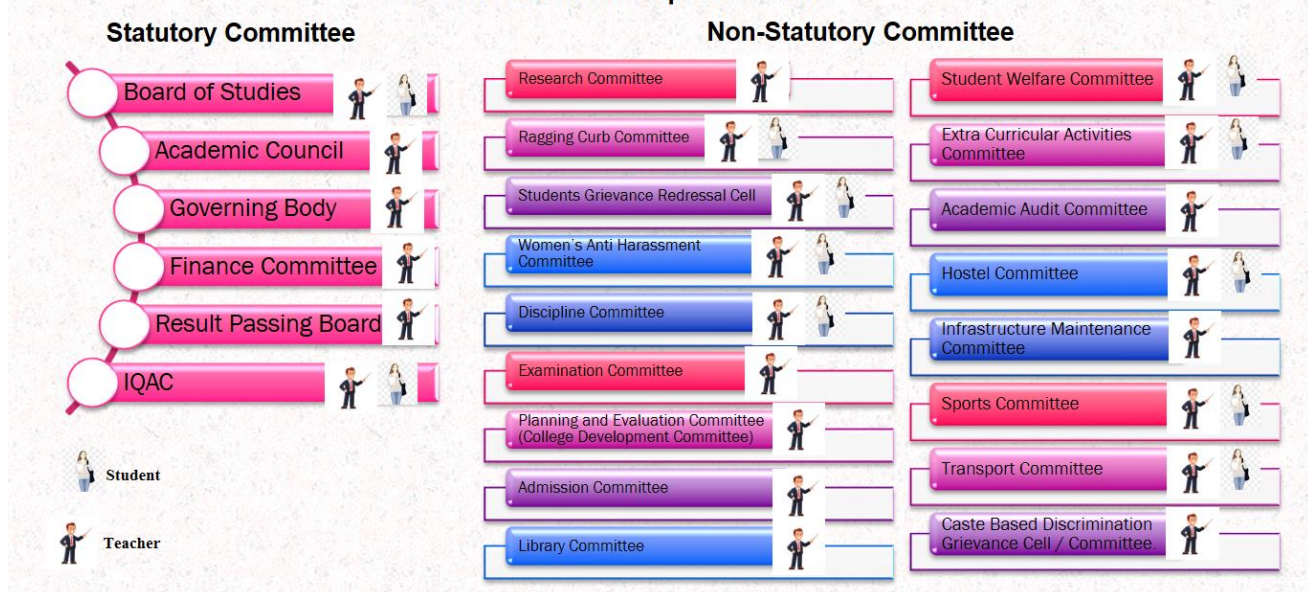 Statutory Committee
Board of Studies
Academic Council
Governing Body
Finance Committee
Result Passing Board
IQAC
Student
Teacher
Non-Statutory Committee
Research Committee
Ragging Curb Committee
Students Grievance Redressal Cell
Women's Anti Harassment
Committee
Discipline Committee
Examination Committee
Planning and Evaluation Committee
(College Development Committee)
Admission Committee
Library Committee
Student Welfare Committee
Extra Curricular Activities
Committee
Academic Audit Committee
Hostel Committee
Infrastructure Maintenance
Committee
Sports Committee
Transport Committee
Caste Based Discrimination
Grievance Cell / Committee.